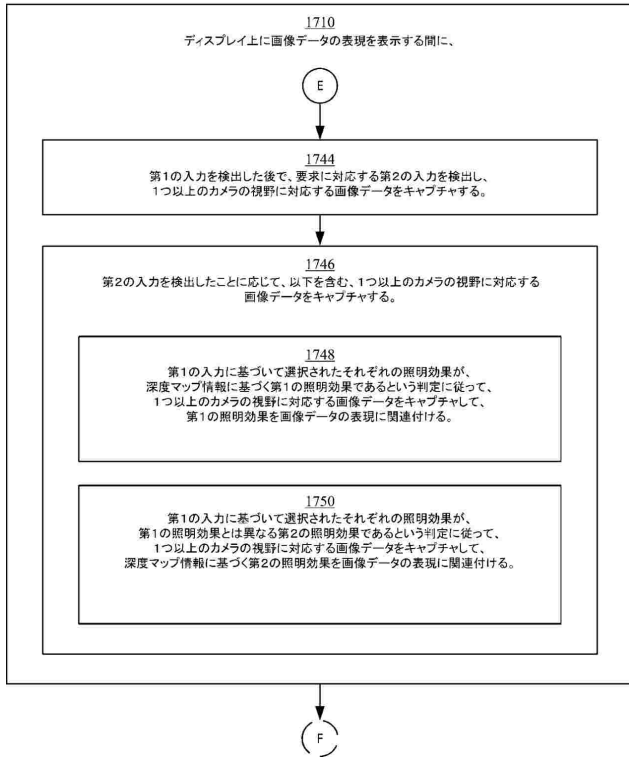 1710
ディスプレイ上に画像データの表現を表示する間に、
E
1744
第1の入力を検出した後で、要求に対応する第2の入力を検出し、
1つ以上のカメラの視野に対応する画像データをキャプチャする。
1746
第2の入力を検出したことに応じて、以下を含む、1つ以上のカメラの視野に対応する
画像データをキャプチャする。
1748
第1の入力に基づいて選択されたそれぞれの照明効果が、
深度マップ情報に基づく第1の照明効果であるという判定に従って、
1つ以上のカメラの視野に対応する画像データをキャプチャして、
第1の照明効果を画像データの表現に関連付ける。
1750
第1の入力に基づいて選択されたそれぞれの照明効果が、
第1の照明効果とは異なる第2の照明効果であるという判定に従って、
1つ以上のカメラの視野に対応する画像データをキャプチャして、
深度マップ情報に基づく第2の照明効果を画像データの表現に関連付ける。
F